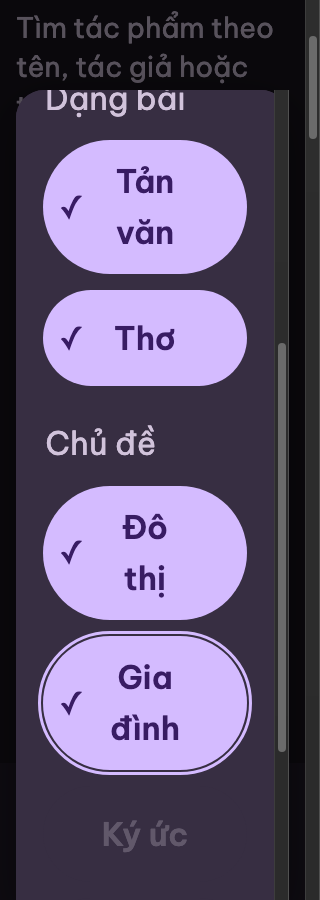 Tìm tác phẩm theo
tên, tác giả hoặc
Dạng bài
✓ Tản
văn
✓ Thơ
Chủ đề
✓ Đô
thị
✓ Gia
đình
Ký ức